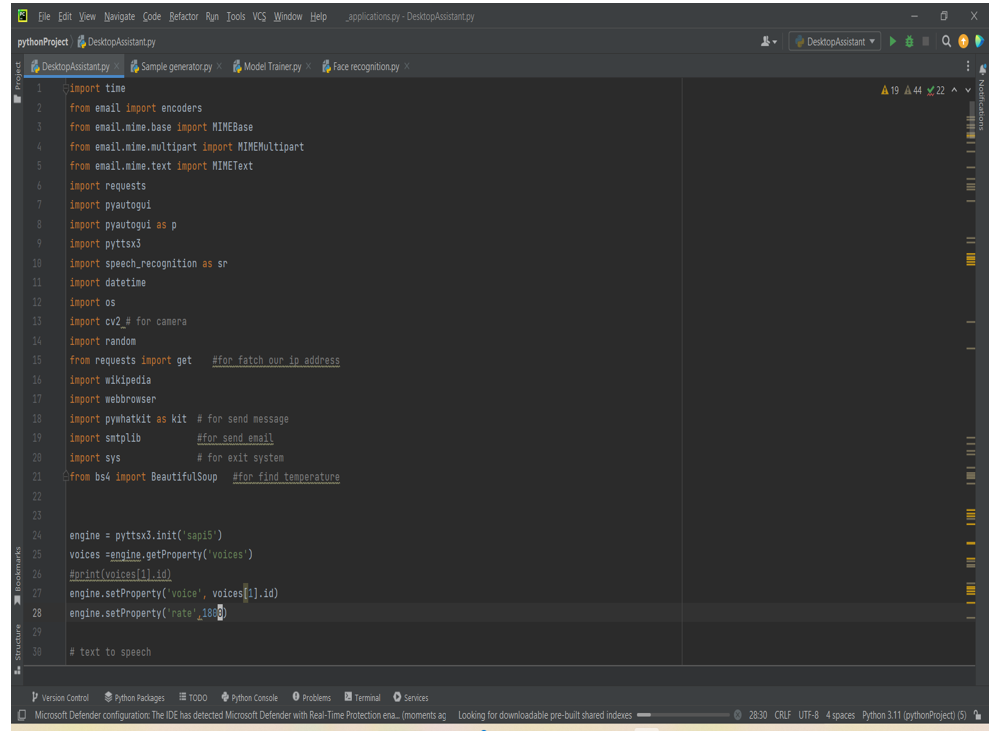 File Edit View Navigate Code Refactor Run Tools VCS Window Help _applications.py - DesktopAssistant.py
pythonProject DesktopAssistant.py DesktopAssistant
DesktopAssistant.py Sample generator.py Model Trainer.py Face recognition.py
Project
Notifications
19 44 22
1 import time
2 from email import encoders
3 from email.mime.base import MIMEBase
4 from email.mime.multipart import MIMEMultipart
5 from email.mime.text import MIMEText
6 import requests
7 import pyautogui
8 import pyautogui as p
9 import pyttsx3
10 import speech_recognition as sr
11 import datetime
12 import os
13 import cv2 # for camera
14 import random
15 from requests import get #for fatch our ip address
16 import wikipedia
17 import webbrowser
18 import pywhatkit as kit # for send message
19 import smtplib #for send email
20 import sys # for exit system
21 from bs4 import BeautifulSoup #for find temperature
22
23
24 engine = pyttsx3.init('sapi5')
25 voices =engine.getProperty('voices')
26 #print(voices[1].id)
27 engine.setProperty('voice', voices[1].id)
28 engine.setProperty('rate',180)
29
30 # text to speech
Bookmarks
Structure
Version Control Python Packages TODO Python Console Problems Terminal Services
Microsoft Defender configuration: The IDE has detected Microsoft Defender with Real-Time Protection ena... (moments ag Looking for downloadable pre-built shared indexes 28:30 CRLF UTF-8 4 spaces Python 3.11 (pythonProject) (5)